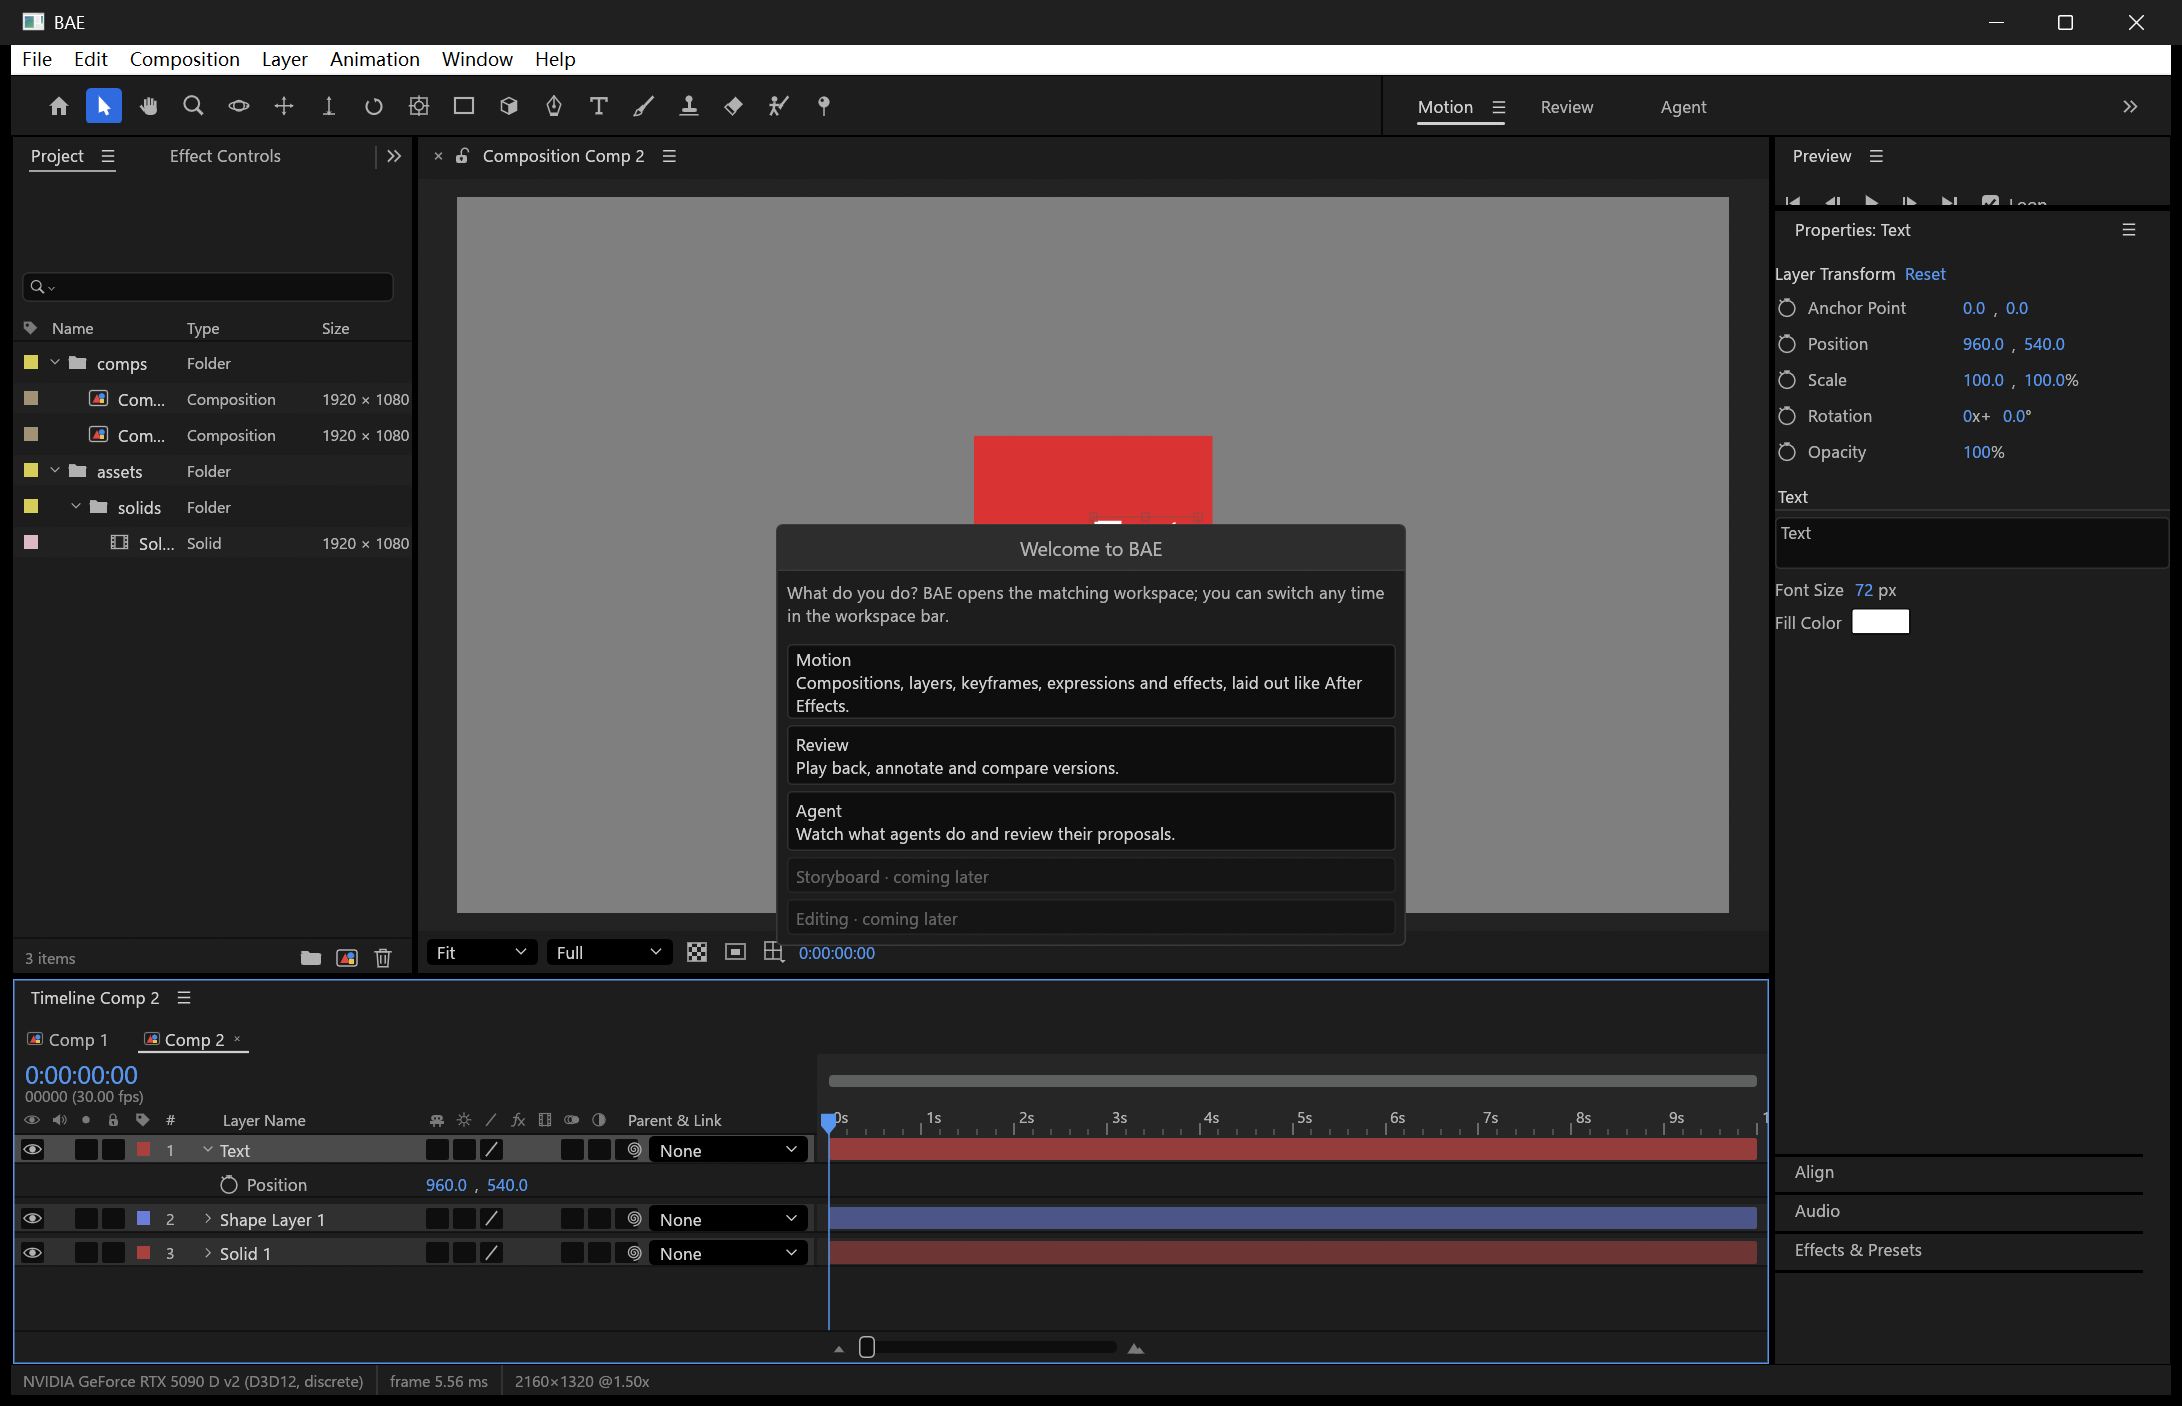 BAE
File Edit Composition Layer Animation Window Help
Motion Review Agent
Project Effect Controls
Composition Comp 2
Preview
Loop
Properties: Text
Layer Transform Reset
Anchor Point 0.0 , 0.0
Position 960.0 , 540.0
Scale 100.0 , 100.0%
Rotation 0x+ 0.0°
Opacity 100%
Text
Text
Font Size 72 px
Fill Color
Name Type Size
comps Folder
Com... Composition 1920 × 1080
Com... Composition 1920 × 1080
assets Folder
solids Folder
Sol... Solid 1920 × 1080
3 items
Welcome to BAE
What do you do? BAE opens the matching workspace; you can switch any time
in the workspace bar.
Motion
Compositions, layers, keyframes, expressions and effects, laid out like After
Effects.
Review
Play back, annotate and compare versions.
Agent
Watch what agents do and review their proposals.
Storyboard · coming later
Editing · coming later
Fit Full 0:00:00:00
Timeline Comp 2
Comp 1 Comp 2
0:00:00:00
00000 (30.00 fps)
# Layer Name fx Parent & Link
0s 1s 2s 3s 4s 5s 6s 7s 8s 9s
1 Text None
Position 960.0 , 540.0
2 Shape Layer 1 None
3 Solid 1 None
Align
Audio
Effects & Presets
NVIDIA GeForce RTX 5090 D v2 (D3D12, discrete) frame 5.56 ms 2160×1320 @1.50x